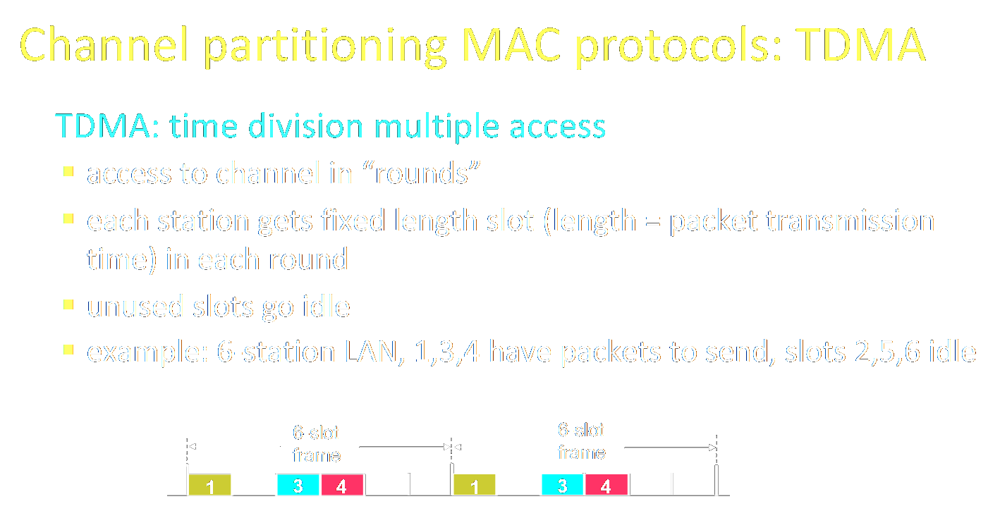 Channel partitioning MAC protocols: TDMA
TDMA: time division multiple access
▪ access to channel in “rounds”
▪ each station gets fixed length slot (length = packet transmission
time) in each round
▪ unused slots go idle
▪ example: 6-station LAN, 1,3,4 have packets to send, slots 2,5,6 idle
6-slot
frame
6-slot
frame
1 3 4 1 3 4